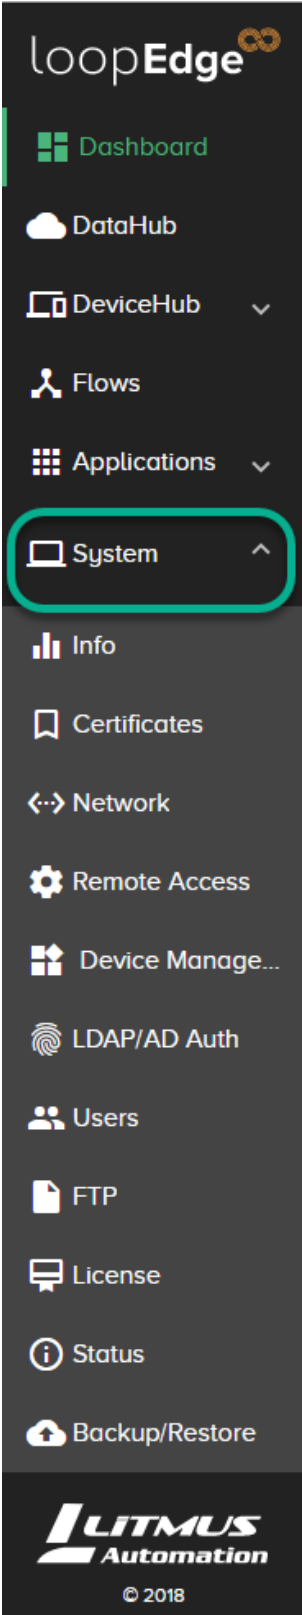 loopEdge
Dashboard
DataHub
DeviceHub
Flows
Applications
System
Info
Certificates
Network
Remote Access
Device Manage...
LDAP/AD Auth
Users
FTP
License
Status
Backup/Restore
LiTMUS
Automation
© 2018